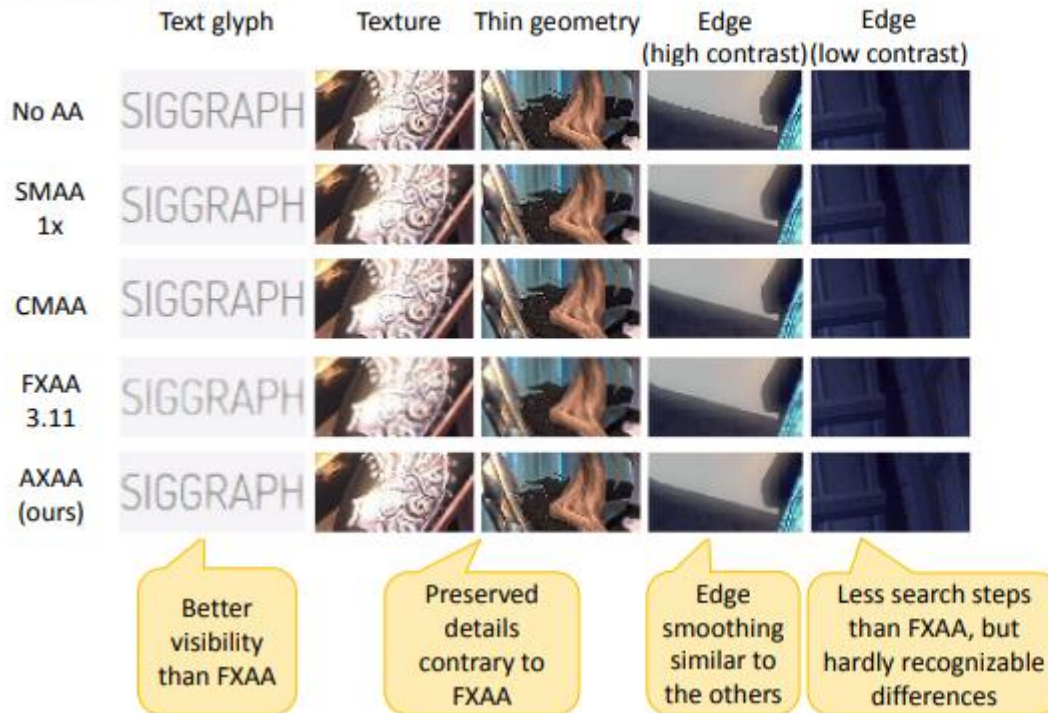 Text glyph Texture Thin geometry Edge (high contrast) Edge (low contrast)
No AA
SIGGRAPH
SMAA 1x
SIGGRAPH
CMAA
SIGGRAPH
FXAA 3.11
SIGGRAPH
AXAA (ours)
SIGGRAPH
Better
visibility
than FXAA
Preserved
details
contrary to
FXAA
Edge
smoothing
similar to
the others
Less search steps
than FXAA, but
hardly recognizable
differences